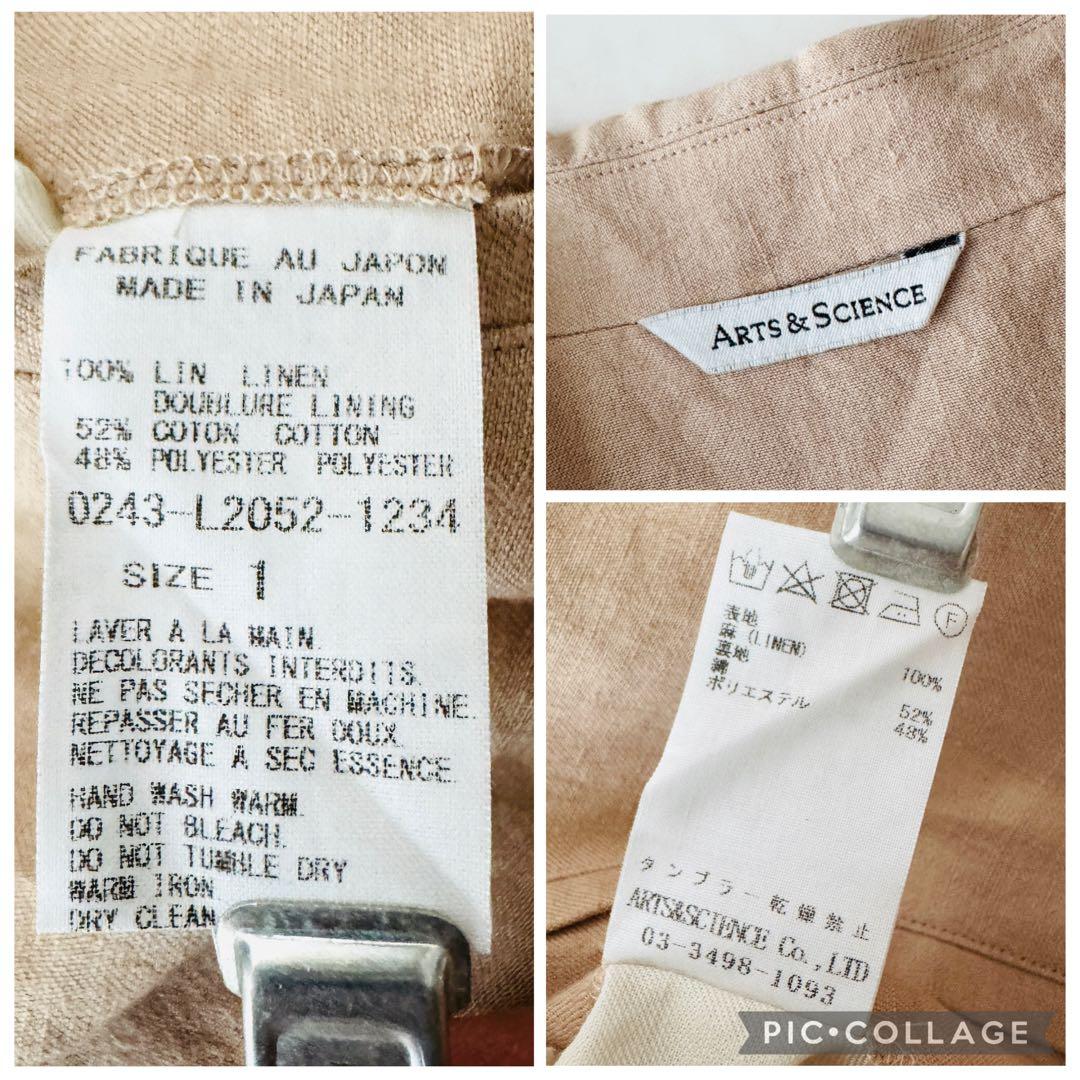 FABRIQUE AU JAPON
MADE IN JAPAN
100% LIN LINEN
DOUBLURE LINING
52% COTON COTTON
48% POLYESTER POLYESTER
0243-L2052-1234
SIZE 1
LAVER A LA MAIN.
DECOLORANTS INTERDITS.
NE PAS SECHER EN MACHINE.
REPASSER AU FER DOUX.
NETTOYAGE A SEC ESSENCE.
HAND WASH WARM.
DO NOT BLEACH.
DO NOT TUMBLE DRY
WARM IRON
DRY CLEAN
ARTS & SCIENCE
F
表地
麻 (LINEN) 100%
裏地
綿 52%
ポリエステル 48%
タンブラー乾燥禁止
ARTS&SCIENCE Co.,LTD
03-3498-1093
PIC•COLLAGE